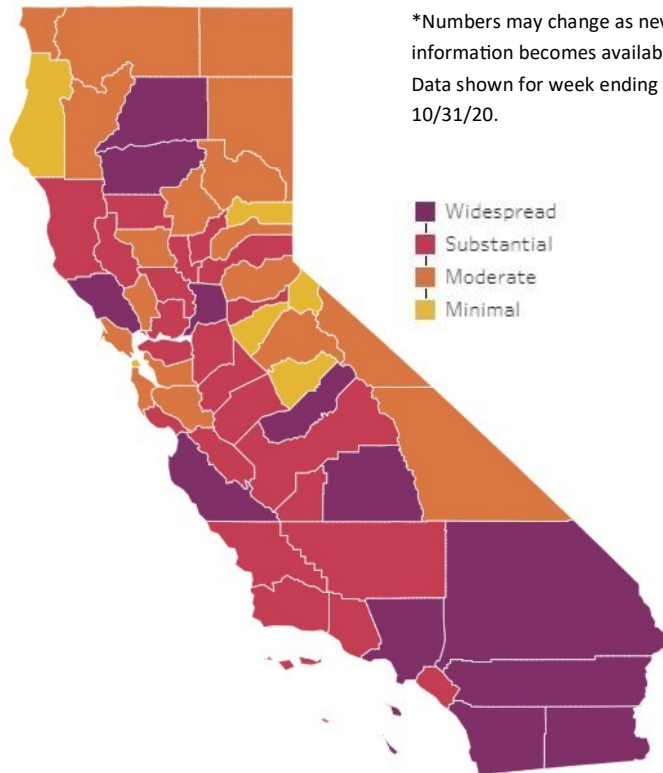 *Numbers may change as new
information becomes availab
Data shown for week ending
10/31/20.
Widespread
Substantial
Moderate
Minimal